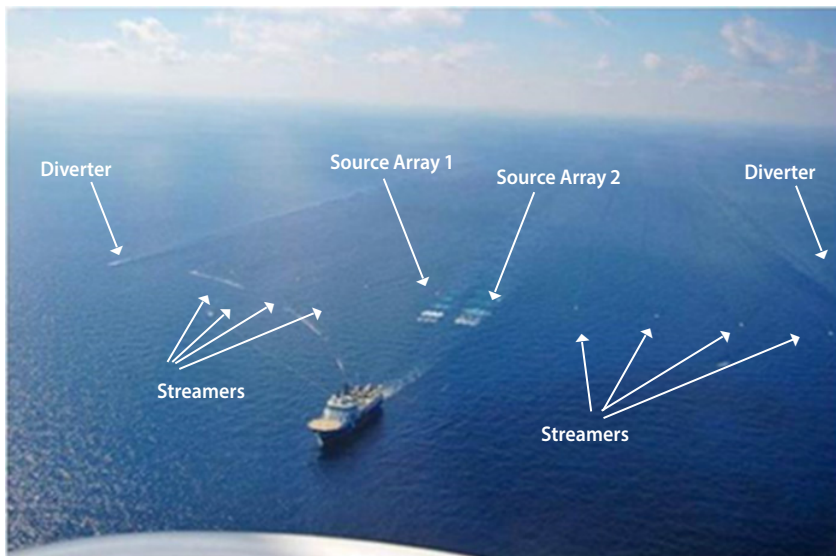 Diverter
Source Array 1
Source Array 2
Diverter
Streamers
Streamers